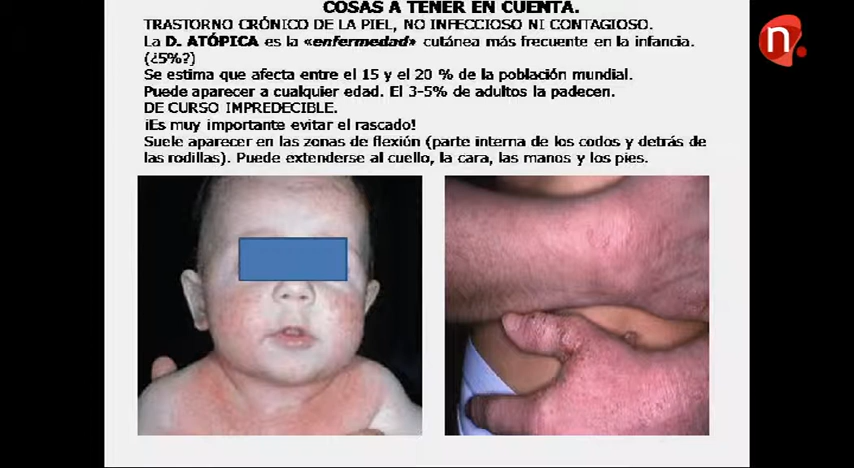 COSAS A TENER EN CUENTA.
TRASTORNO CRÓNICO DE LA PIEL, NO INFECCIOSO NI CONTAGIOSO.
La D. ATÓPICA es la «enfermedad» cutánea más frecuente en la infancia.
(¿5%?)
Se estima que afecta entre el 15 y el 20 % de la población mundial.
Puede aparecer a cualquier edad. El 3-5% de adultos la padecen.
DE CURSO IMPREDECIBLE.
¡Es muy importante evitar el rascado!
Suele aparecer en las zonas de flexión (parte interna de los codos y detrás de
las rodillas). Puede extenderse al cuello, la cara, las manos y los pies.
n